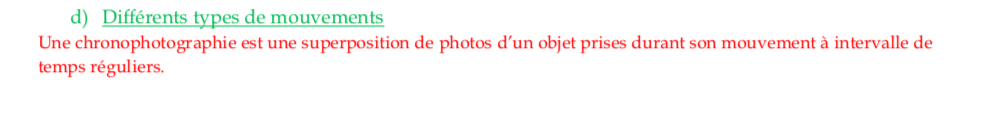 d) Différents types de mouvements
Une chronophotographie est une superposition de photos d’un objet prises durant son mouvement à intervalle de
temps réguliers.